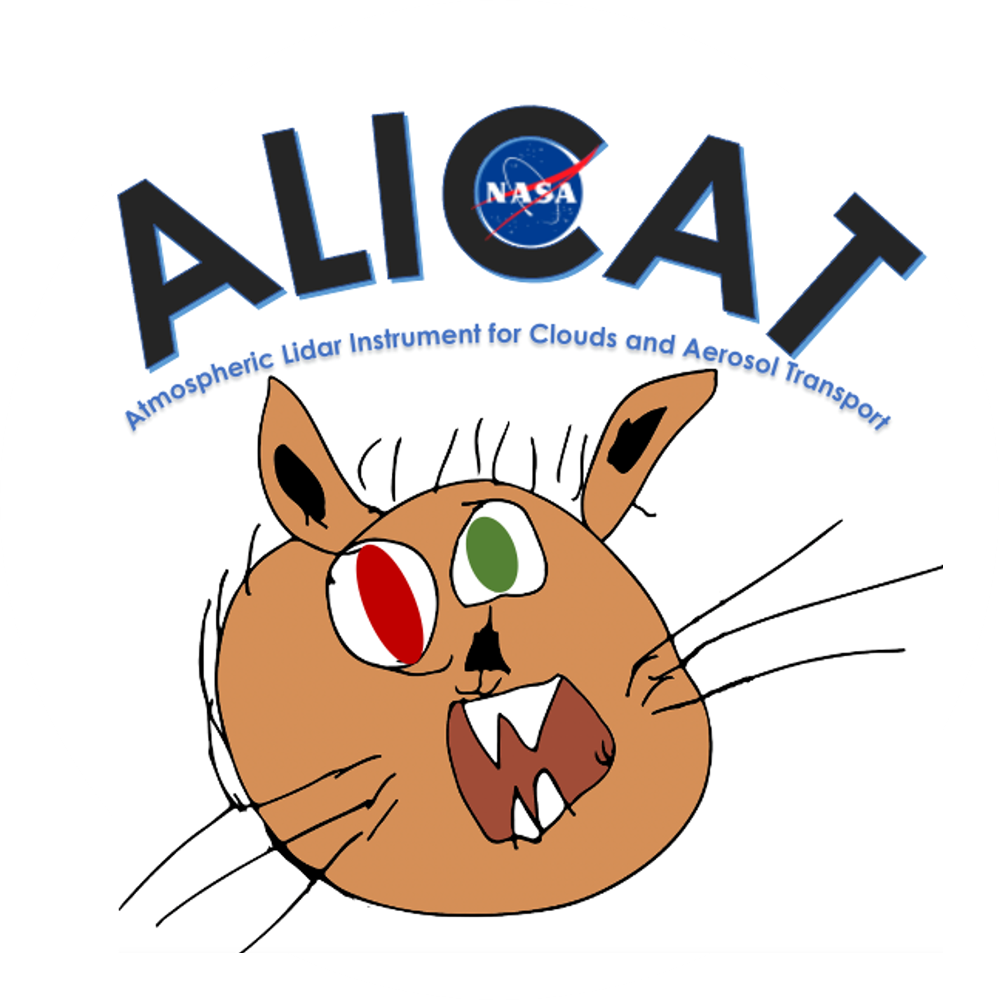 ALICAT
NASA
Atmospheric Lidar Instrument for Clouds and Aerosol Transport